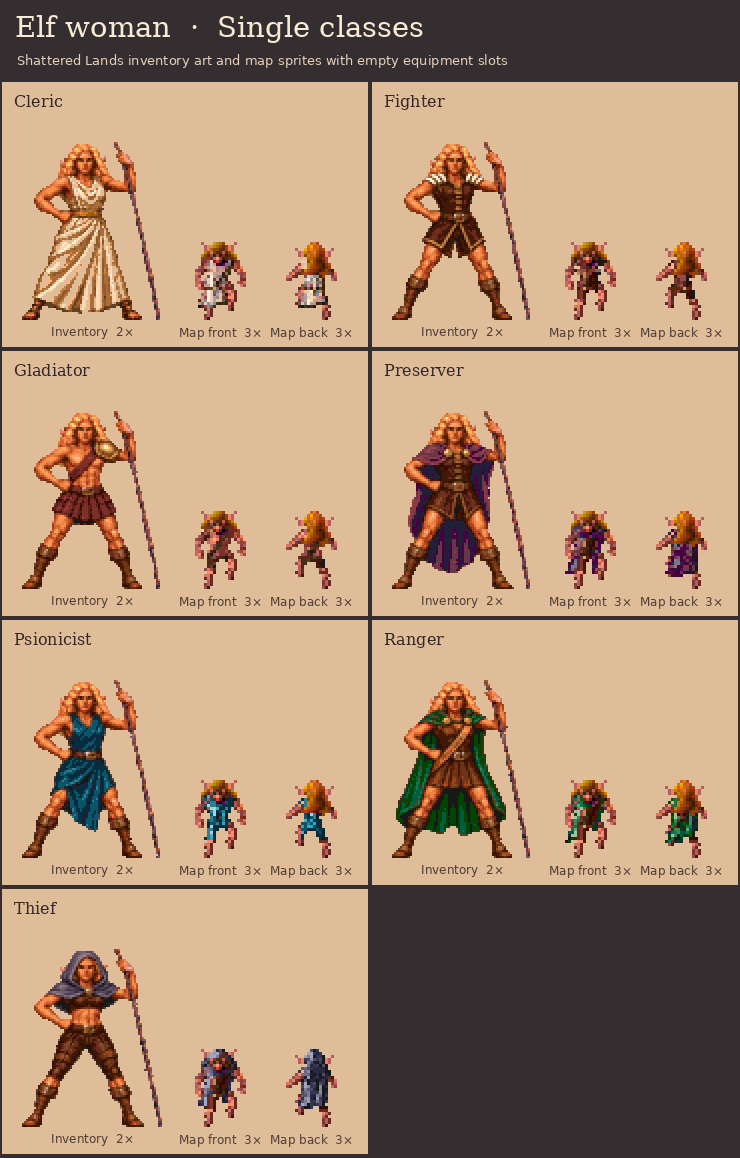 Elf woman · Single classes
Shattered Lands inventory art and map sprites with empty equipment slots
Cleric
Inventory 2×
Map front 3×
Map back 3×
Fighter
Inventory 2×
Map front 3×
Map back 3×
Gladiator
Inventory 2×
Map front 3×
Map back 3×
Preserver
Inventory 2×
Map front 3×
Map back 3×
Psionicist
Inventory 2×
Map front 3×
Map back 3×
Ranger
Inventory 2×
Map front 3×
Map back 3×
Thief
Inventory 2×
Map front 3×
Map back 3×